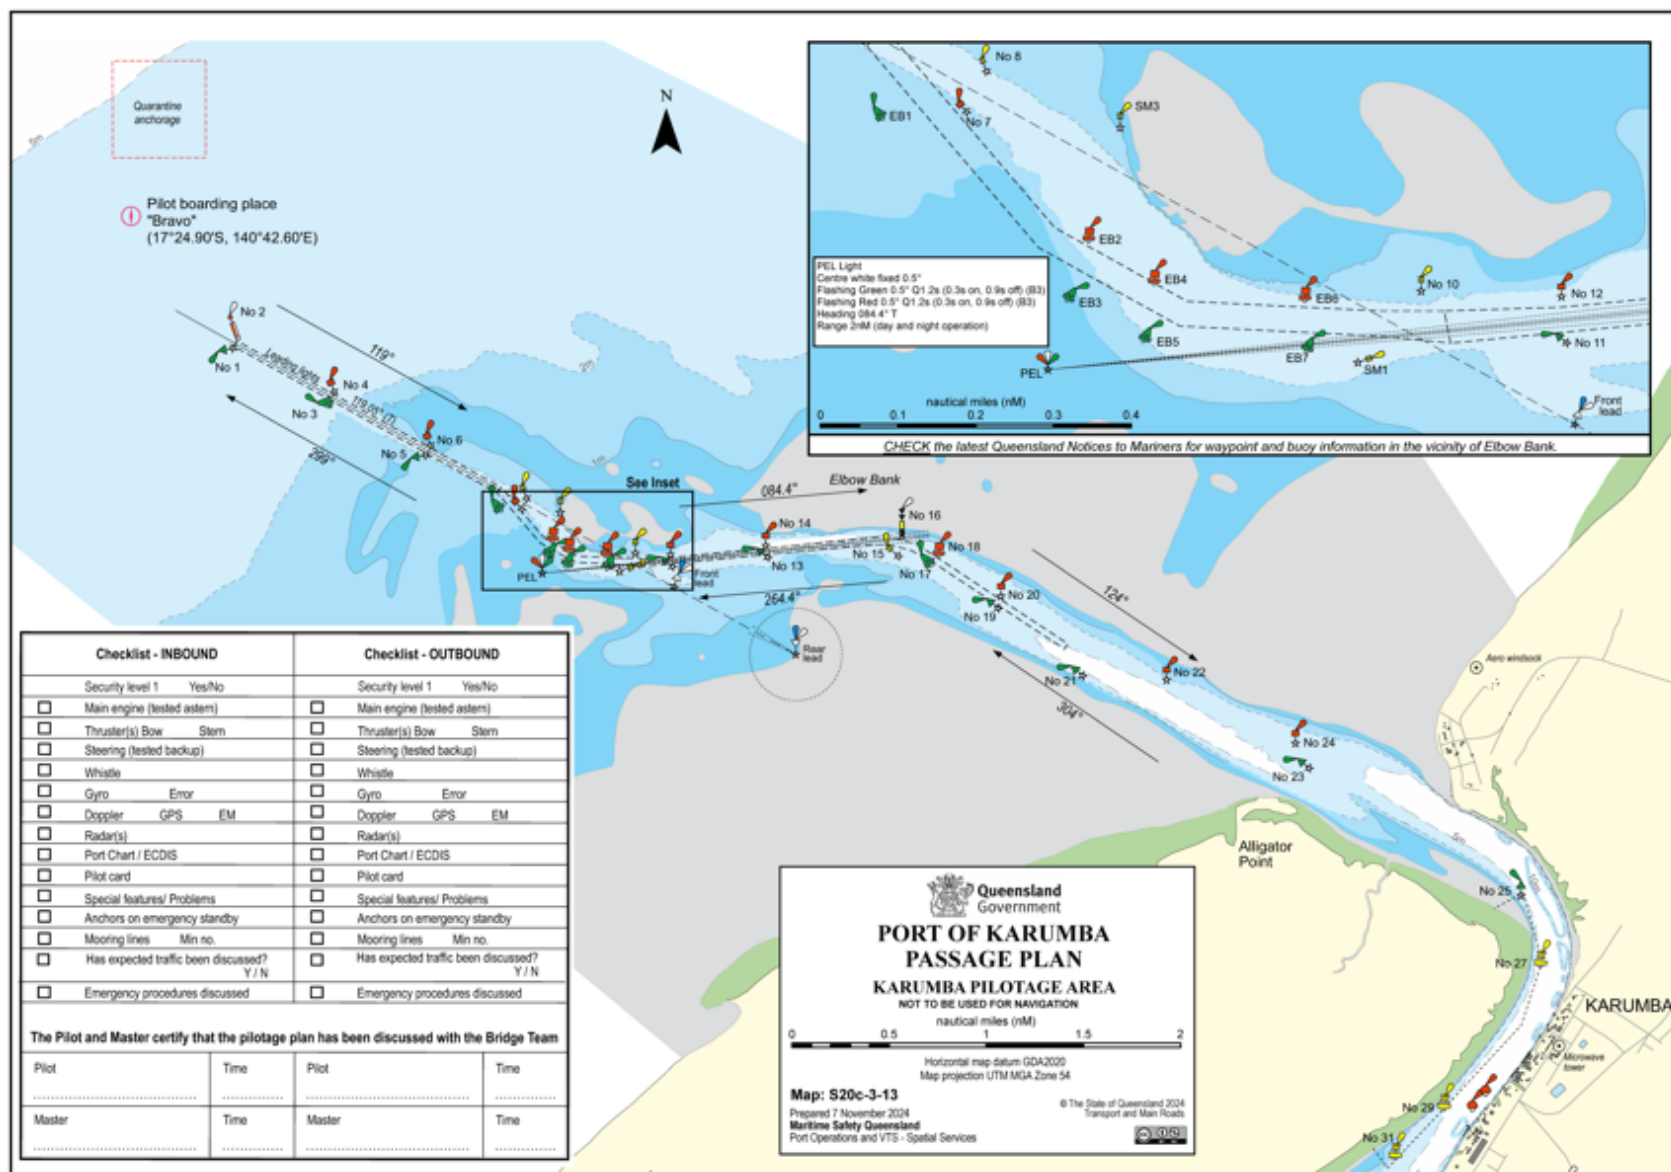 Quarantine
anchorage
5m
Pilot boarding place
"Bravo"
(17°24.90'S, 140°42.60'E)
N
No 2
No 1
Leading lights
119.05° (T)
119°
299°
No 4
No 3
No 6
No 5
2m
1m
See Inset
084.4°
Elbow Bank
No 14
No 13
No 16
No 15
No 18
No 17
264.4°
PEL
Front
lead
Rear
lead
No 20
No 19
124°
304°
No 22
No 21
No 24
No 23
Aero windsock
5m
10m
Alligator
Point
No 25
No 27
KARUMBA
Microwave
tower
No 29
No 31
No 8
EB1
No 7
SM3
EB2
EB4
EB3
EB6
No 10
No 12
EB5
EB7
No 11
SM1
PEL
Front
lead
PEL Light
Centre white fixed 0.5°
Flashing Green 0.5° Q1.2s (0.3s on, 0.9s off) (B3)
Flashing Red 0.5° Q1.2s (0.3s on, 0.9s off) (B3)
Heading 084.4° T
Range 2nM (day and night operation)
nautical miles (nM)
0 0.1 0.2 0.3 0.4
CHECK the latest Queensland Notices to Mariners for waypoint and buoy information in the vicinity of Elbow Bank.
Checklist - INBOUND Checklist - OUTBOUND
Security level 1 Yes/No Security level 1 Yes/No
Main engine (tested astern) Main engine (tested astern)
Thruster(s) Bow Stern Thruster(s) Bow Stern
Steering (tested backup) Steering (tested backup)
Whistle Whistle
Gyro Error Gyro Error
Doppler GPS EM Doppler GPS EM
Radar(s) Radar(s)
Port Chart / ECDIS Port Chart / ECDIS
Pilot card Pilot card
Special features/ Problems Special features/ Problems
Anchors on emergency standby Anchors on emergency standby
Mooring lines Min no. Mooring lines Min no.
Has expected traffic been discussed? Has expected traffic been discussed?
Y / N Y / N
Emergency procedures discussed Emergency procedures discussed
The Pilot and Master certify that the pilotage plan has been discussed with the Bridge Team
Pilot Time Pilot Time
Master Time Master Time
Queensland
Government
PORT OF KARUMBA
PASSAGE PLAN
KARUMBA PILOTAGE AREA
NOT TO BE USED FOR NAVIGATION
nautical miles (nM)
0 0.5 1 1.5 2
Horizontal map datum GDA2020
Map projection UTM MGA Zone 54
Map: S20c-3-13
Prepared 7 November 2024
Maritime Safety Queensland
Port Operations and VTS - Spatial Services
© The State of Queensland 2024
Transport and Main Roads